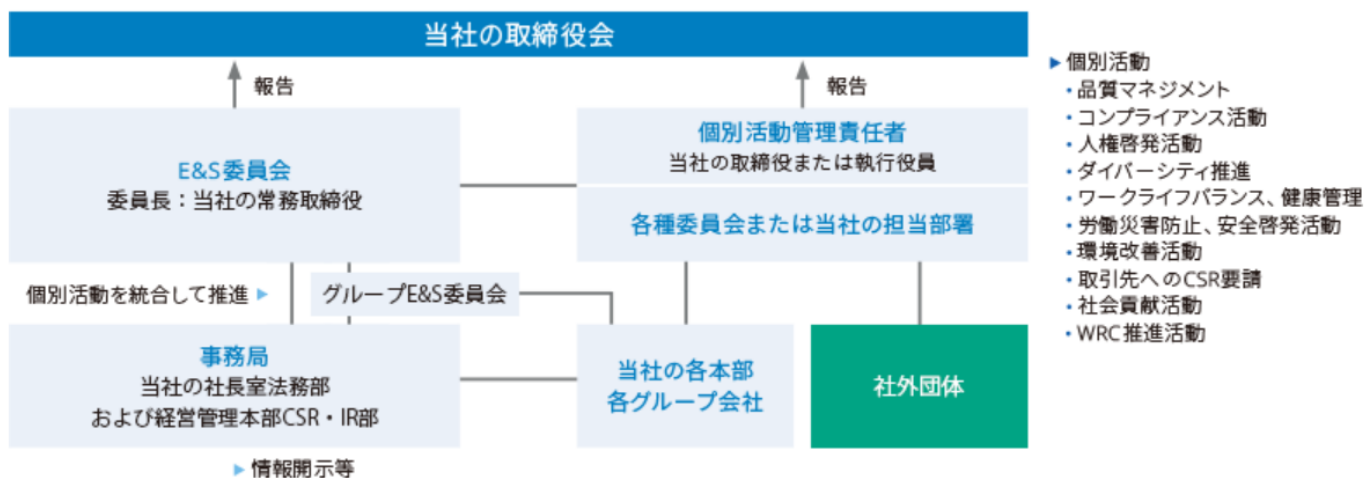 当社の取締役会
報告
報告
E&S委員会
委員長：当社の常務取締役
個別活動管理責任者
当社の取締役または執行役員
各種委員会または当社の担当部署
個別活動を統合して推進
グループE&S委員会
事務局
当社の社長室法務部
および経営管理本部CSR・IR部
当社の各本部
各グループ会社
社外団体
情報開示等
個別活動
・品質マネジメント
・コンプライアンス活動
・人権啓発活動
・ダイバーシティ推進
・ワークライフバランス、健康管理
・労働災害防止、安全啓発活動
・環境改善活動
・取引先へのCSR要請
・社会貢献活動
・WRC推進活動